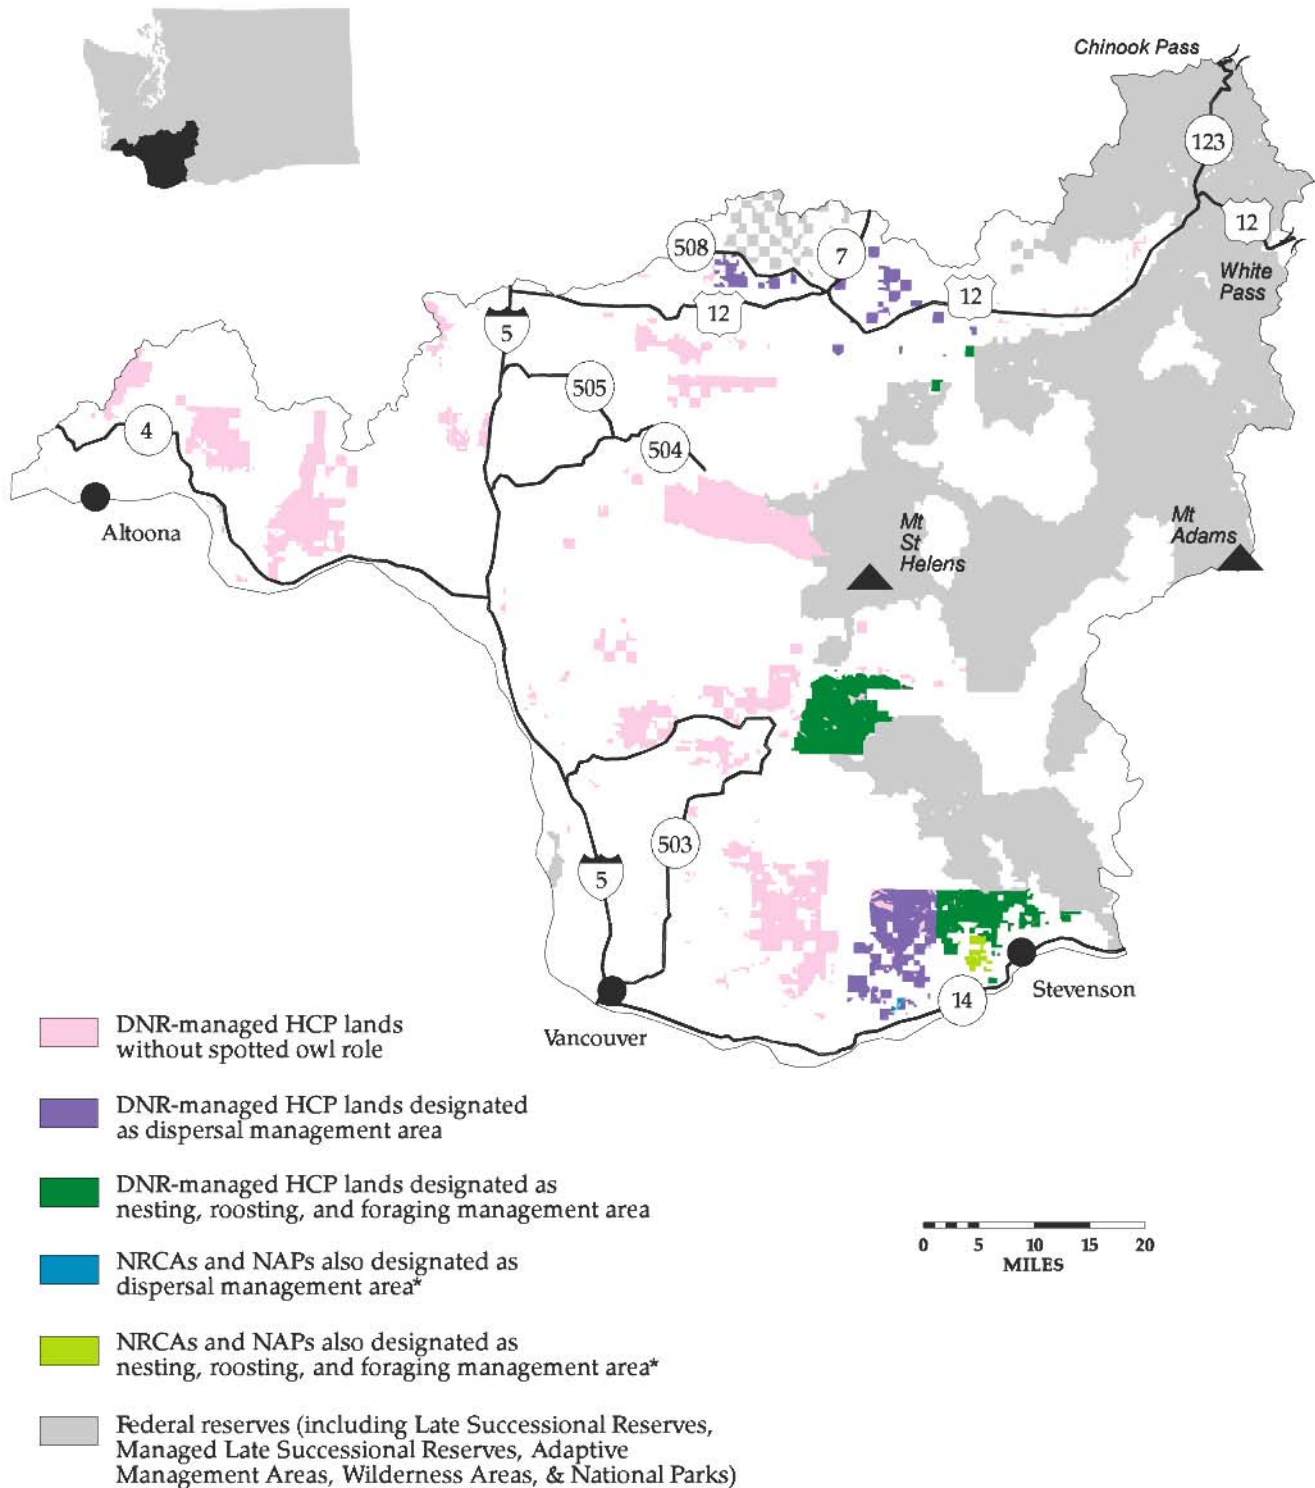 Chinook Pass
123
12
White
Pass
508
7
12
12
5
505
504
4
Altoona
Mt
St
Helens
Mt
Adams
503
5
14
Stevenson
Vancouver
DNR-managed HCP lands
without spotted owl role
DNR-managed HCP lands designated
as dispersal management area
DNR-managed HCP lands designated as
nesting, roosting, and foraging management area
NRCAs and NAPs also designated as
dispersal management area*
NRCAs and NAPs also designated as
nesting, roosting, and foraging management area*
Federal reserves (including Late Successional Reserves,
Managed Late Successional Reserves, Adaptive
Management Areas, Wilderness Areas, & National Parks)
0 5 10 15 20
MILES